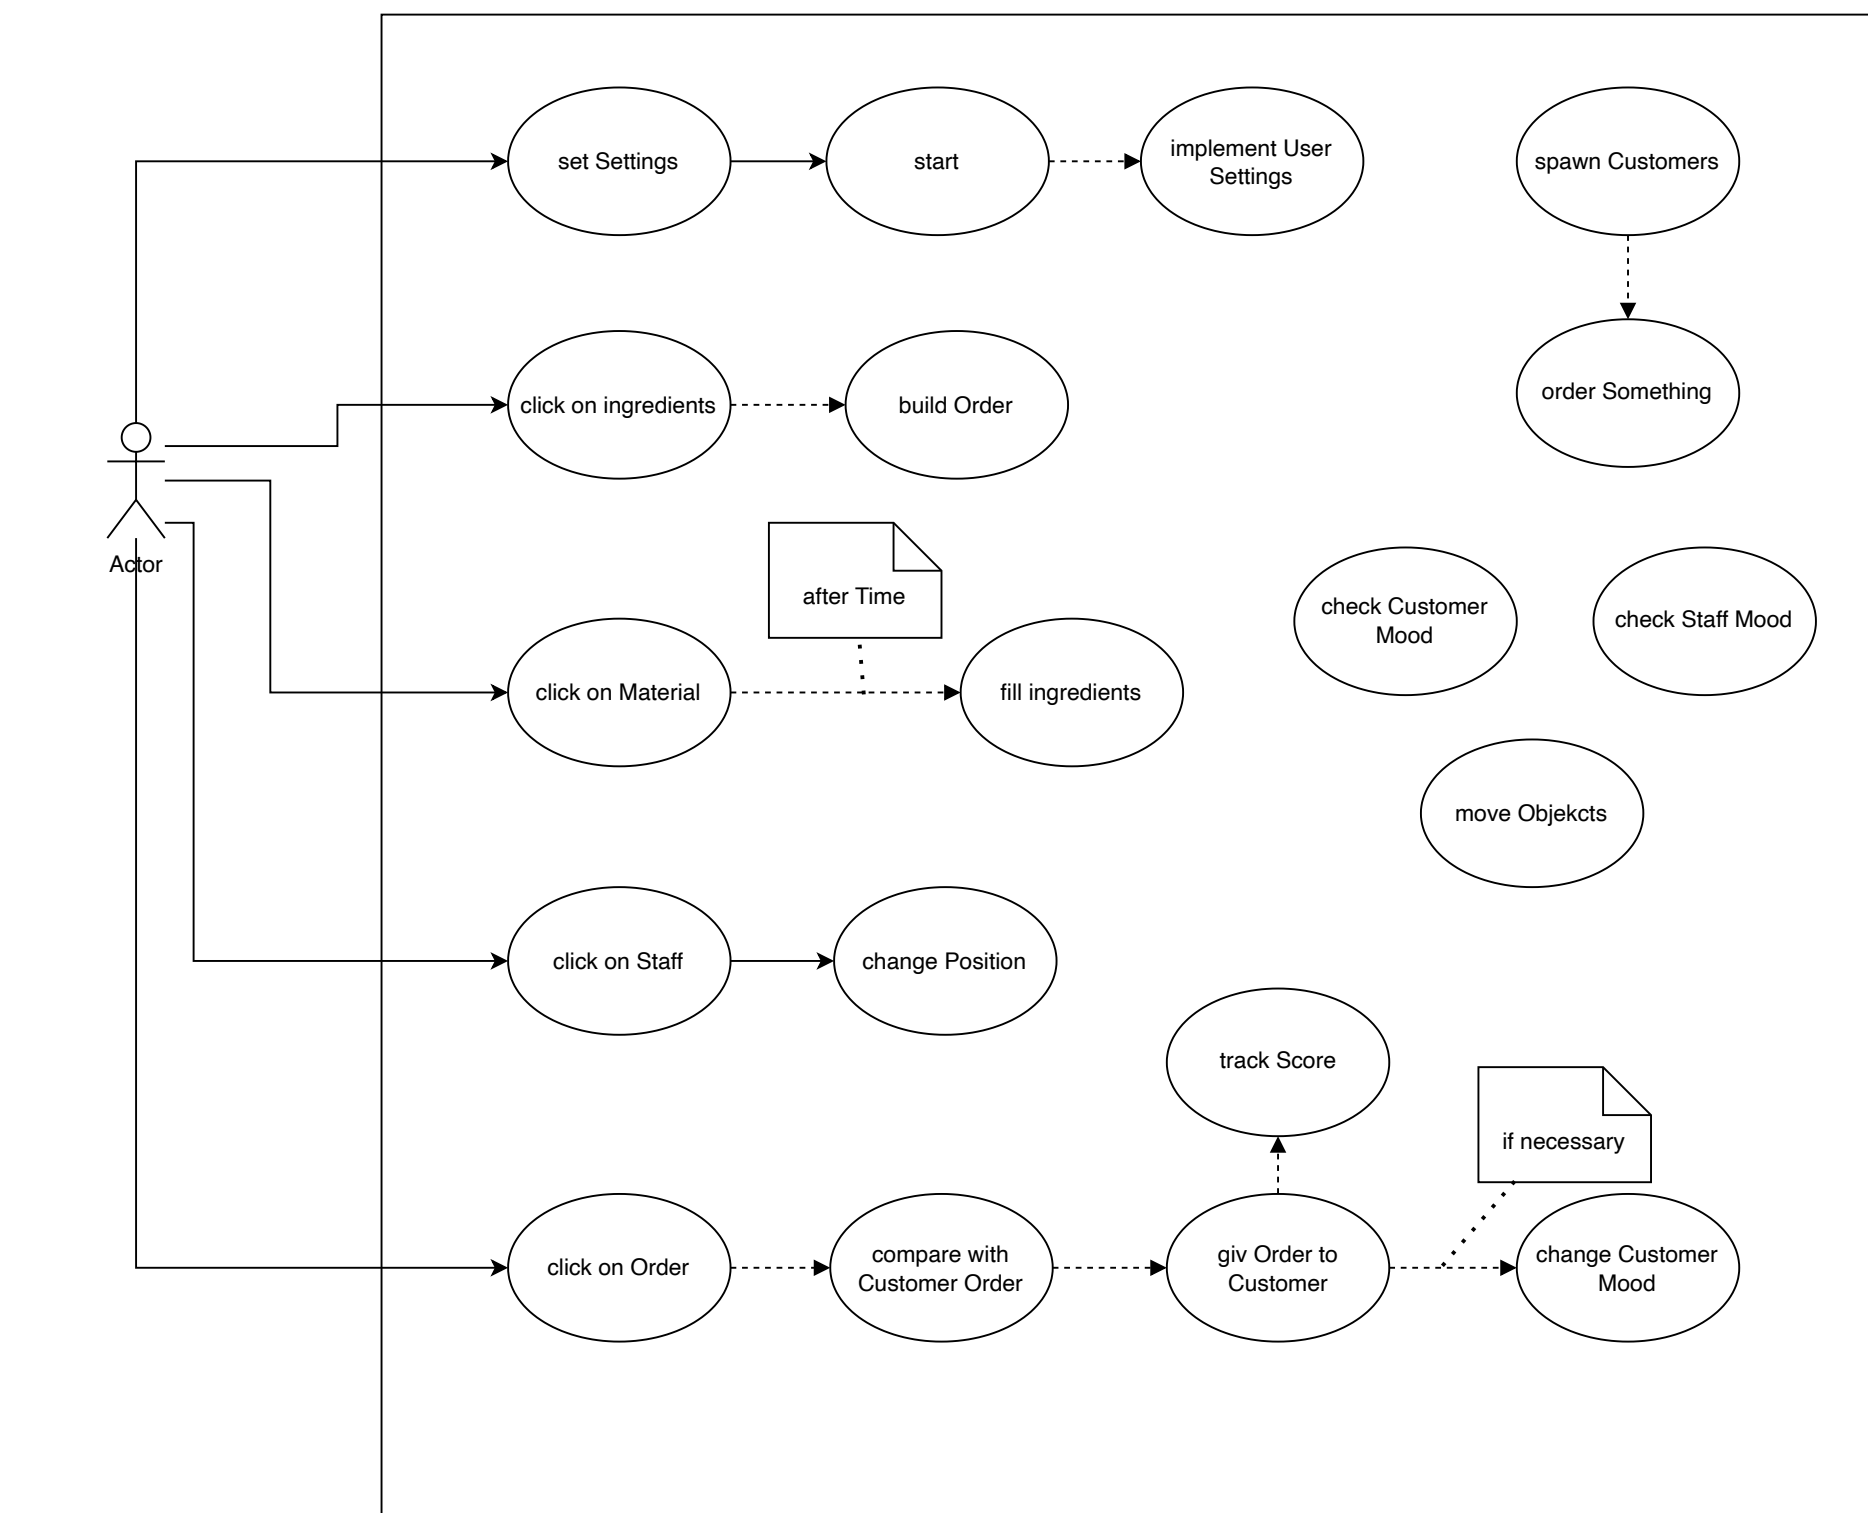 set Settings
start
implement User
Settings
spawn Customers
click on ingredients
build Order
order Something
Actor
after Time
check Customer
Mood
check Staff Mood
click on Material
fill ingredients
move Objekcts
click on Staff
change Position
track Score
if necessary
click on Order
compare with
Customer Order
giv Order to
Customer
change Customer
Mood